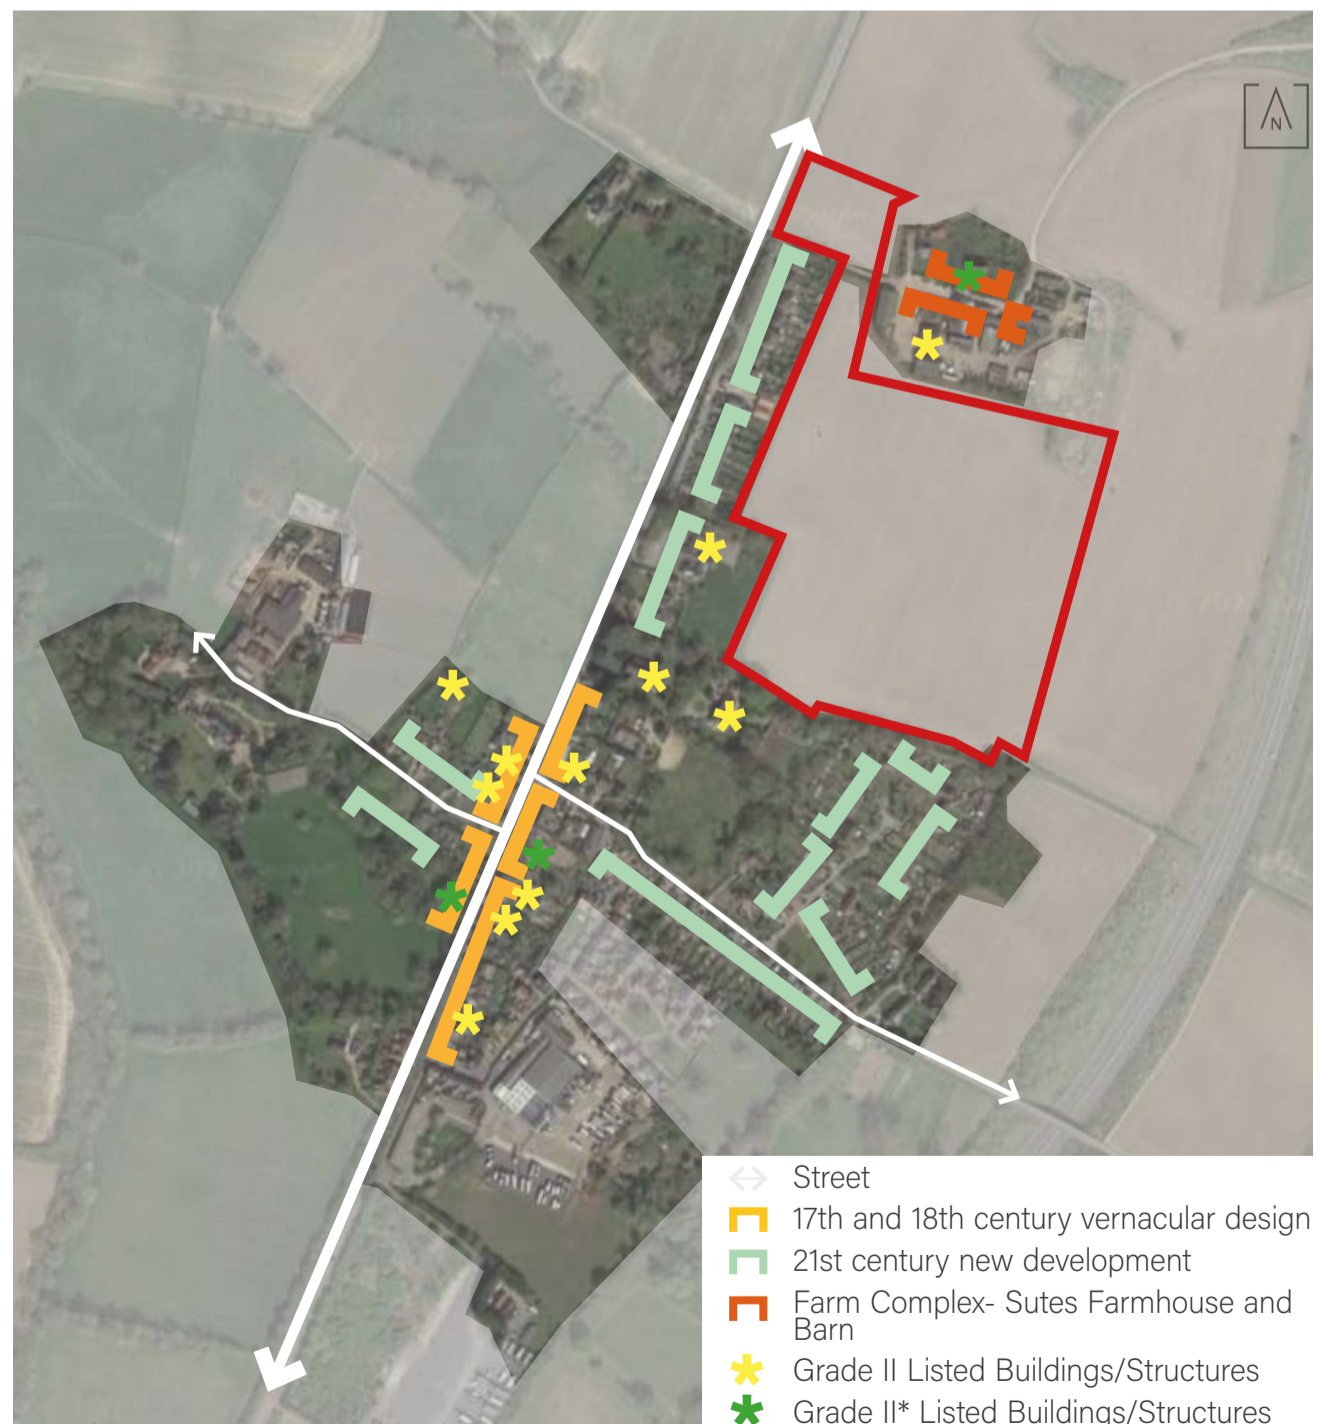 N
Street
17th and 18th century vernacular design
21st century new development
Farm Complex- Sutes Farmhouse and
Barn
Grade II Listed Buildings/Structures
Grade II* Listed Buildings/Structures